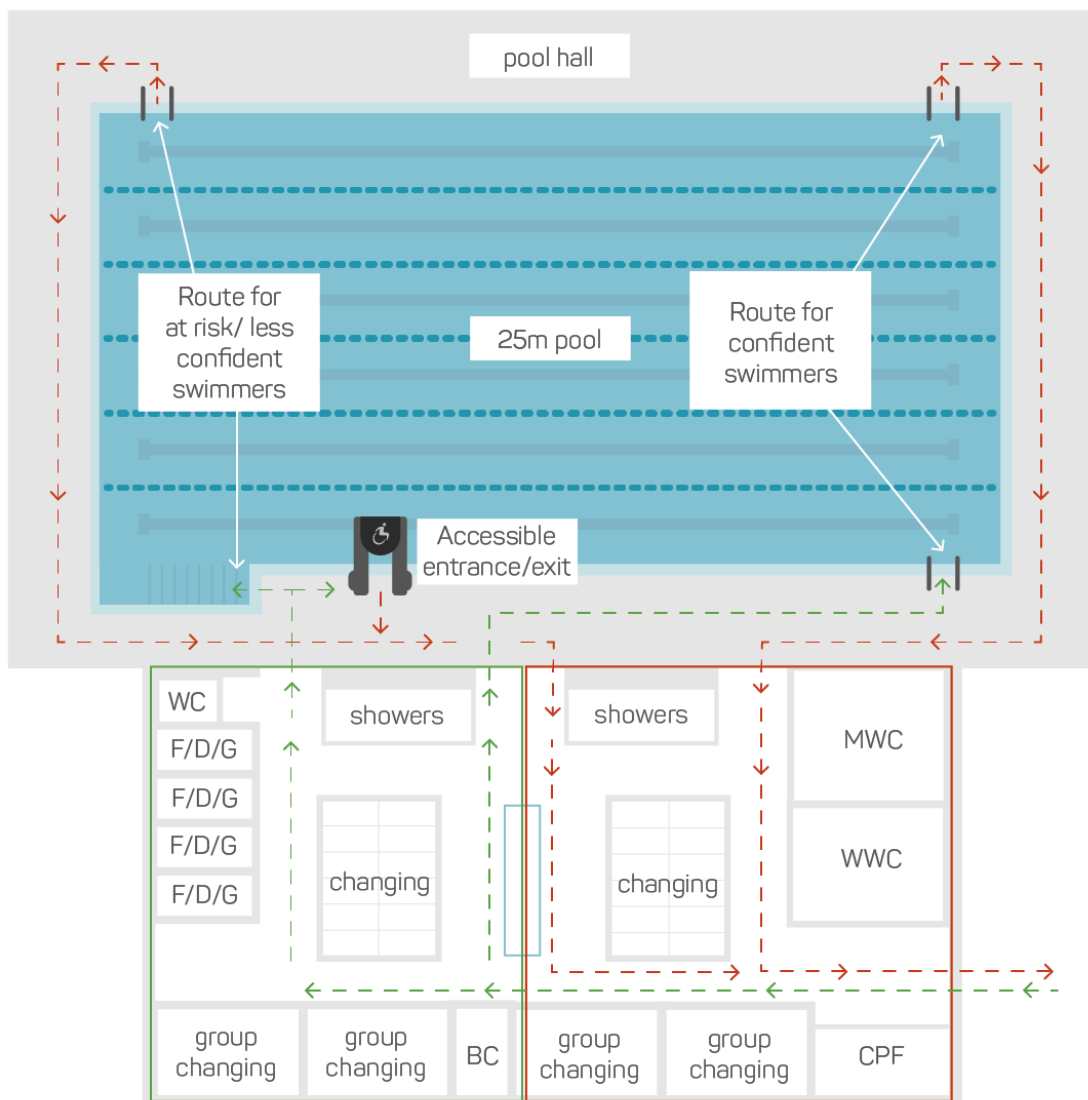 pool hall
Route for
at risk/ less
confident
swimmers
25m pool
Route for
confident
swimmers
Accessible
entrance/exit
WC
showers
showers
MWC
F/D/G
F/D/G
F/D/G
F/D/G
changing
changing
WWC
group
changing
group
changing
BC
group
changing
group
changing
CPF